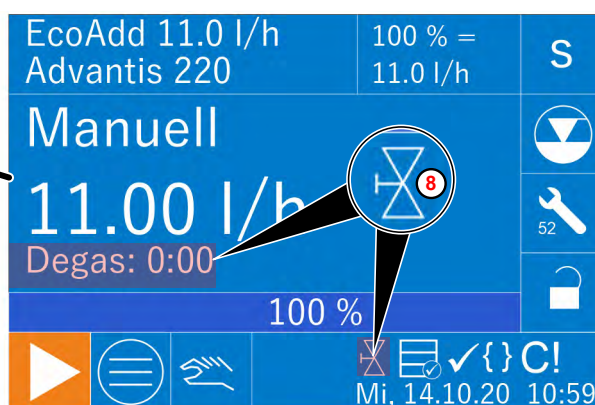 EcoAdd 11.0 l/h
Advantis 220
100 % =
11.0 l/h
S
Manuell
11.00 l/h
8
52
Degas: 0:00
100 %
{} C!
Mi, 14.10.20 10:59